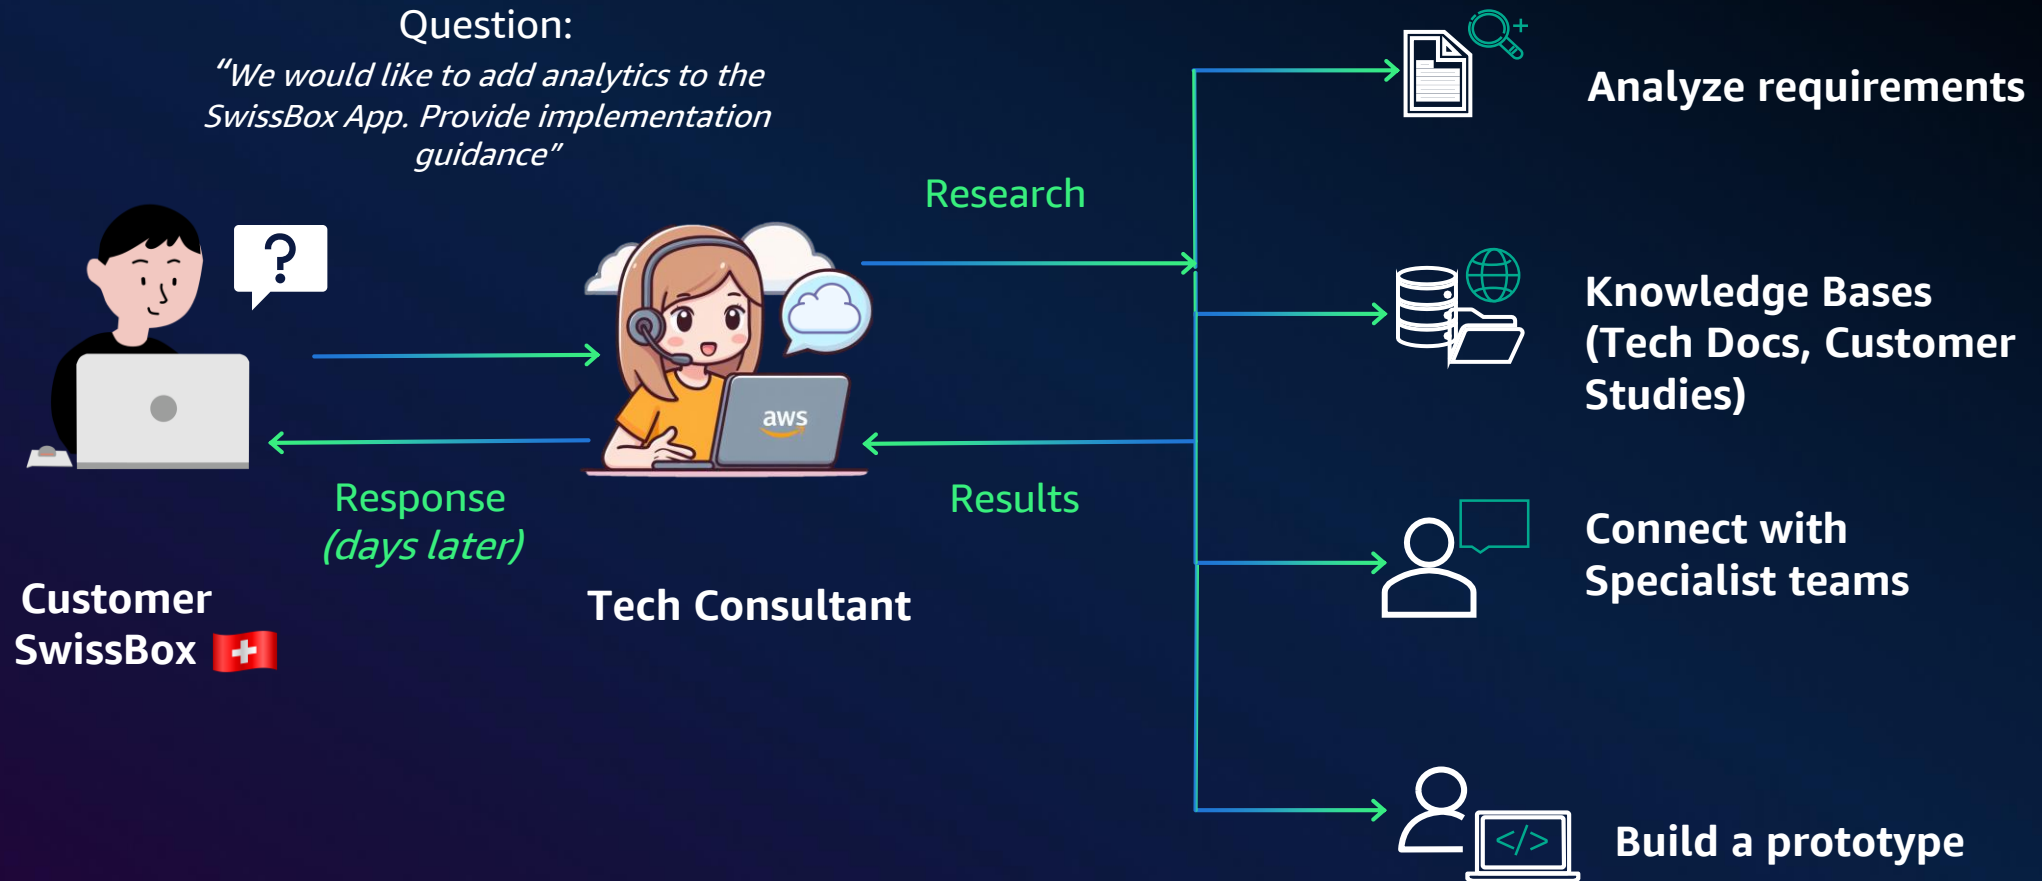 Question:
“We would like to add analytics to the
SwissBox App. Provide implementation
guidance”
?
Research
aws
Response
(days later)
Results
Customer
SwissBox
Tech Consultant
Analyze requirements
Knowledge Bases
(Tech Docs, Customer
Studies)
Connect with
Specialist teams
</>
Build a prototype